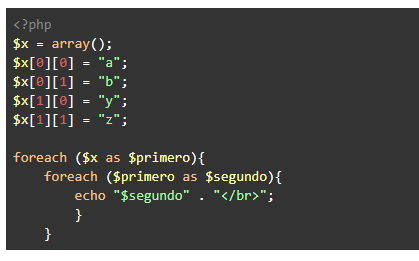 <?php
$x = array();
$x[0][0] = "a";
$x[0][1] = "b";
$x[1][0] = "y";
$x[1][1] = "z";

foreach ($x as $primero){
    foreach ($primero as $segundo){
        echo "$segundo" . "</br>";
        }
    }